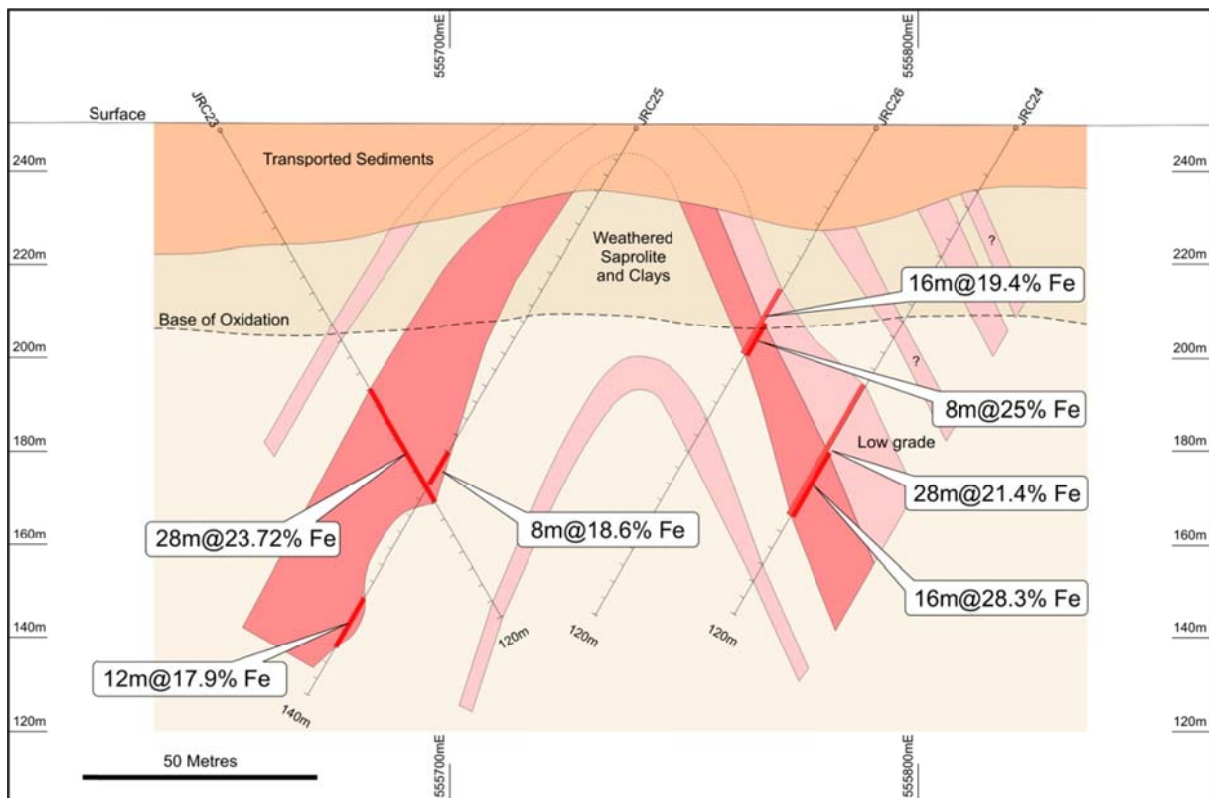 555700mE
555800mE
Surface
JRC23
JRC25
JRC26
JRC24
240m
240m
Transported Sediments
220m
220m
Weathered
Saprolite
and Clays
?
16m@19.4% Fe
Base of Oxidation
200m
200m
?
8m@25% Fe
180m
180m
Low grade
28m@21.4% Fe
28m@23.72% Fe
8m@18.6% Fe
160m
160m
16m@28.3% Fe
140m
140m
120m
120m
120m
12m@17.9% Fe
140m
120m
120m
50 Metres
555700mE
555800mE